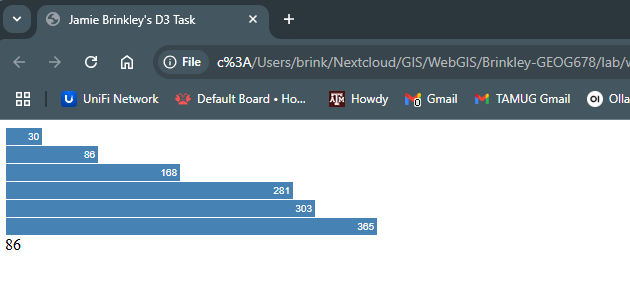 Jamie Brinkley's D3 Task
File c%3A/Users/brink/Nextcloud/GIS/WebGIS/Brinkley-GEOG678/lab/
UniFi Network Default Board • Ho... Howdy Gmail TAMUG Gmail Olla
30
86
168
281
303
365
86